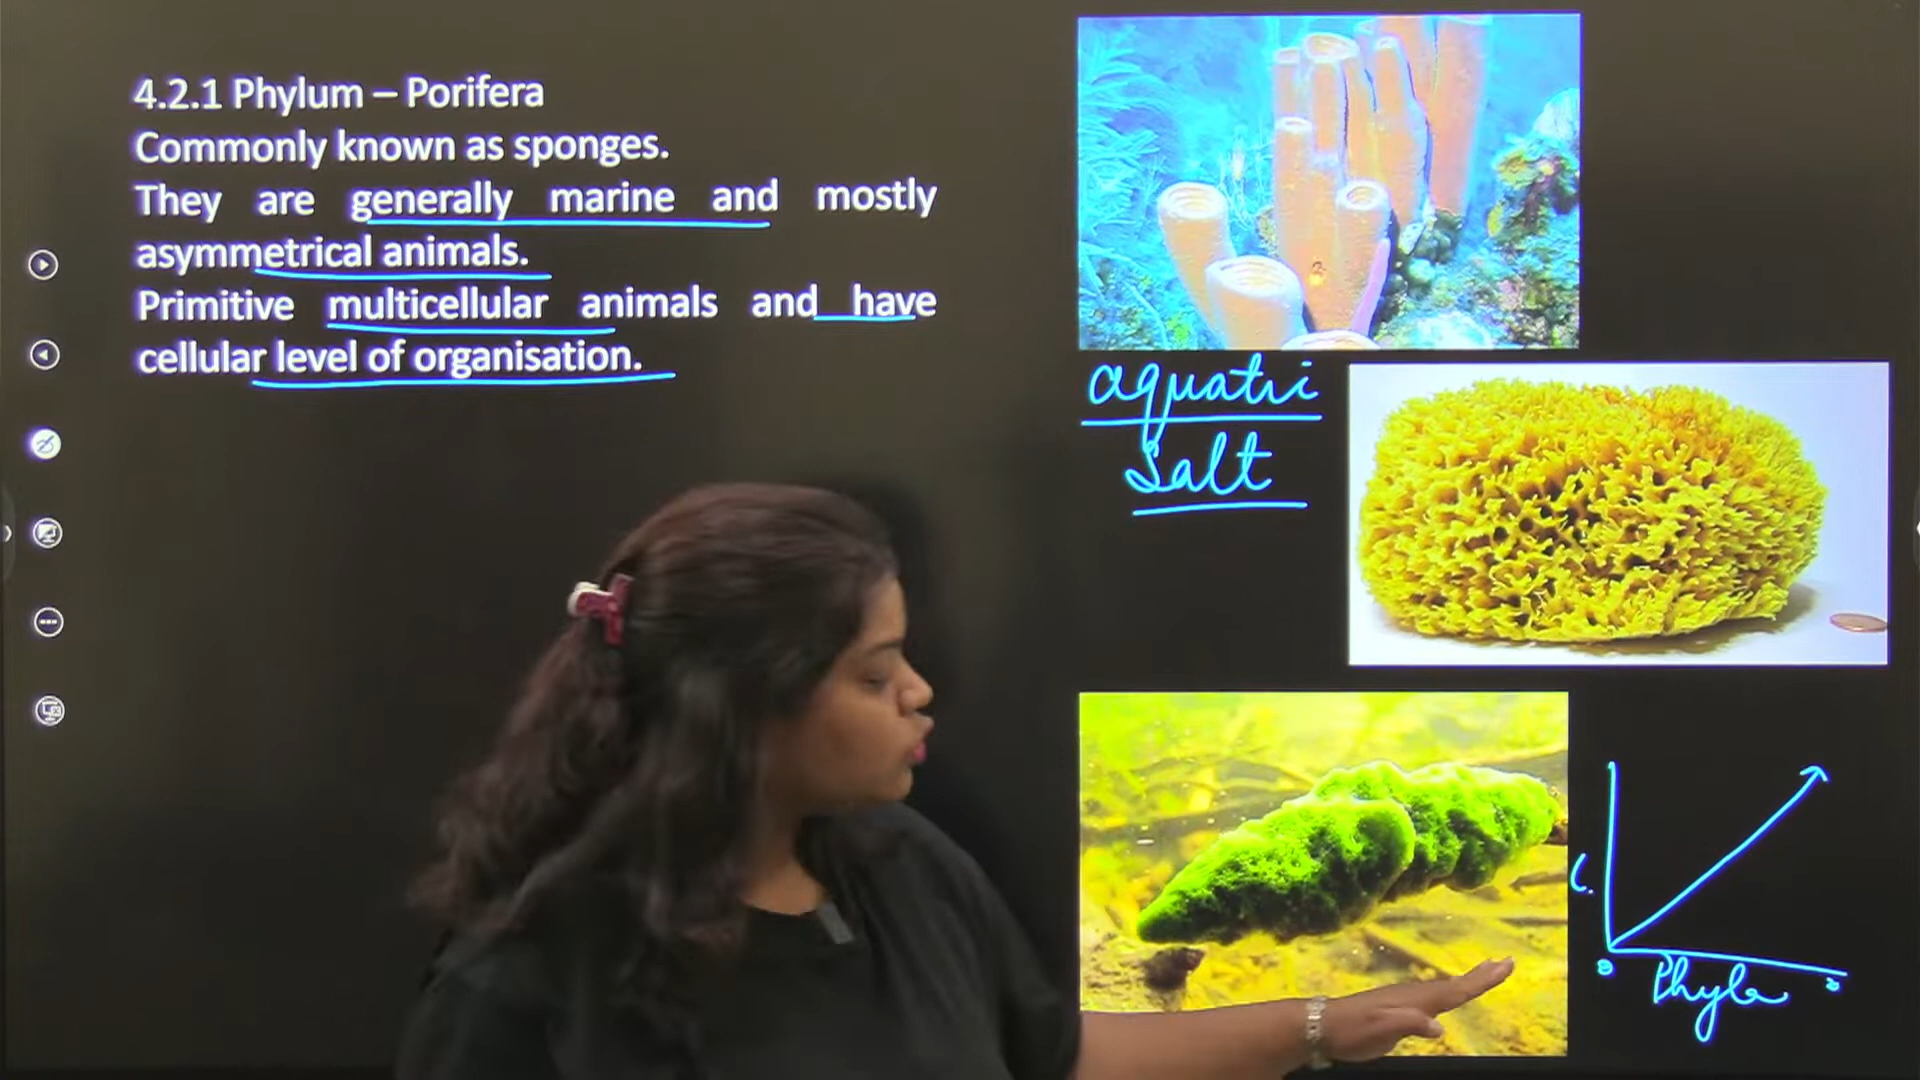 4.2.1 Phylum – Porifera
Commonly known as sponges.
They are generally marine and mostly
asymmetrical animals.
Primitive multicellular animals and have
cellular level of organisation.
aquatic
Salt
C.
Phyla